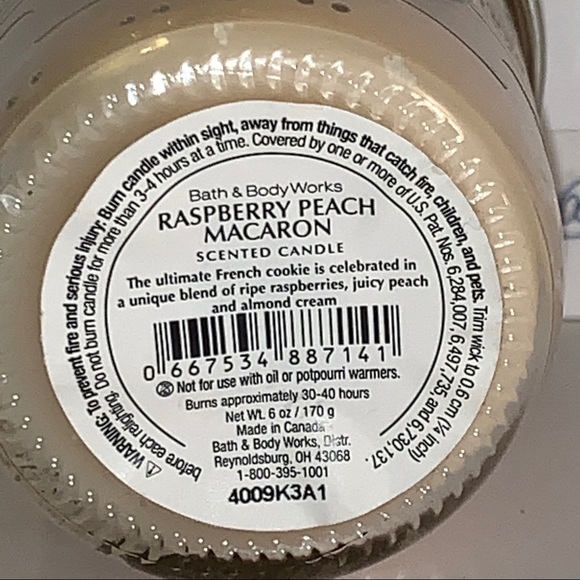 ⚠ WARNING: To prevent fire and serious injury: Burn candle within sight, away from things that catch fire, children, and pets. Trim wick to 0.6 cm (¼ inch)
before each relighting. Do not burn candle for more than 3-4 hours at a time. Covered by one or more of U.S. Pat. Nos. 6,284,007, 6,497,735 and 6,730,137.
Bath & Body Works
RASPBERRY PEACH
MACARON
SCENTED CANDLE
The ultimate French cookie is celebrated in
a unique blend of ripe raspberries, juicy peach
and almond cream
0 667534 887141
Not for use with oil or potpourri warmers.
Burns approximately 30-40 hours
Net Wt. 6 oz / 170 g
Made in Canada
Bath & Body Works, Distr.
Reynoldsburg, OH 43068
1-800-395-1001
4009K3A1